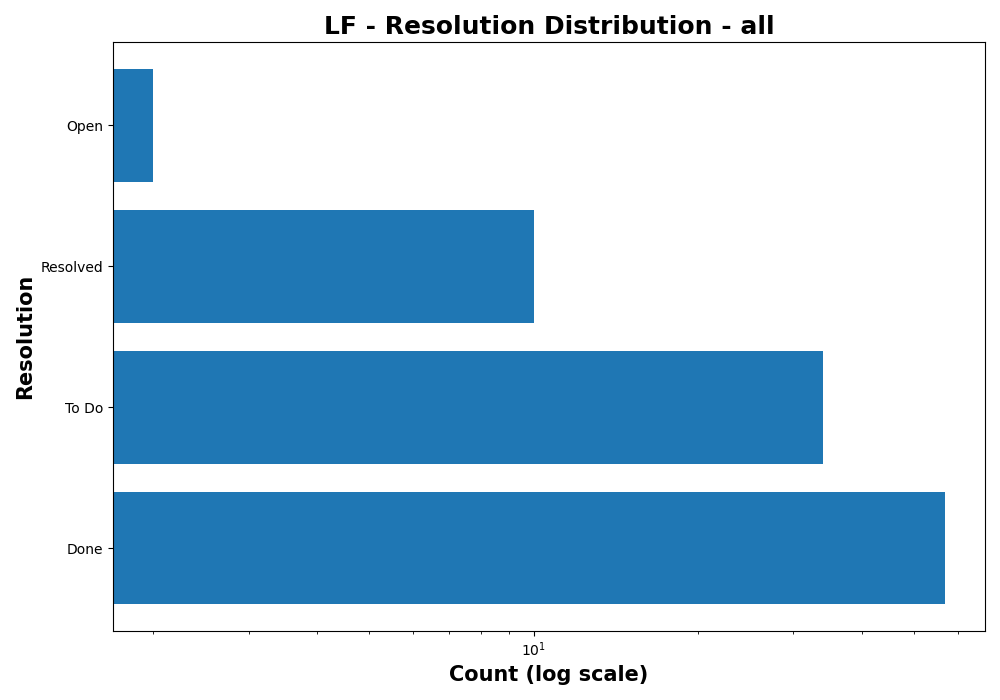 LF - Resolution Distribution - all
Open
Resolved
To Do
Done
Resolution
10¹
Count (log scale)